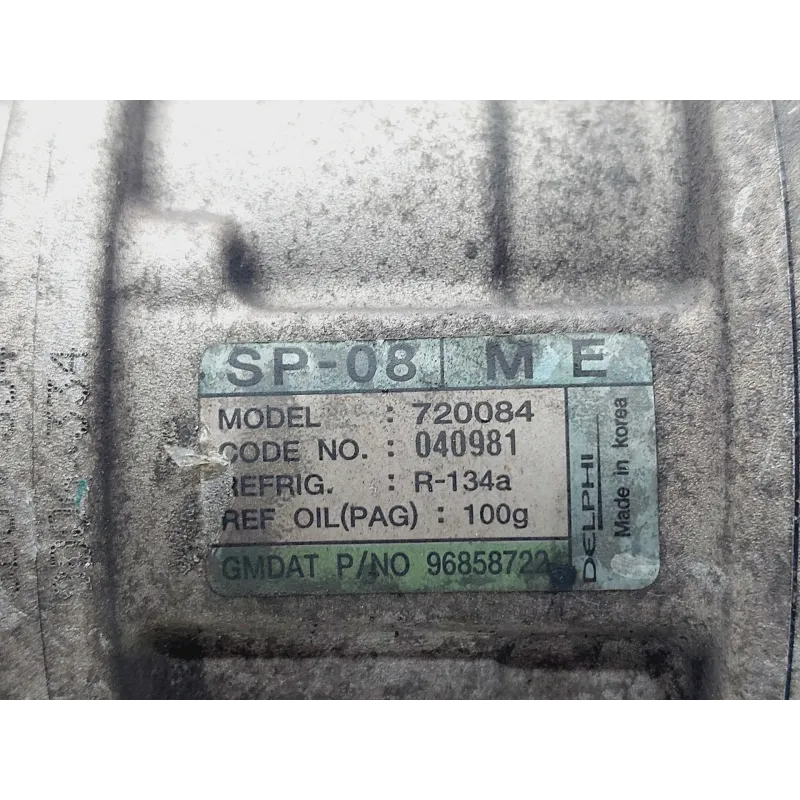 SP-08 M E
MODEL : 720084
CODE NO. : 040981
REFRIG. : R-134a
REF OIL(PAG) : 100g
GMDAT P/NO 96858722
DELPHI
Made in Korea